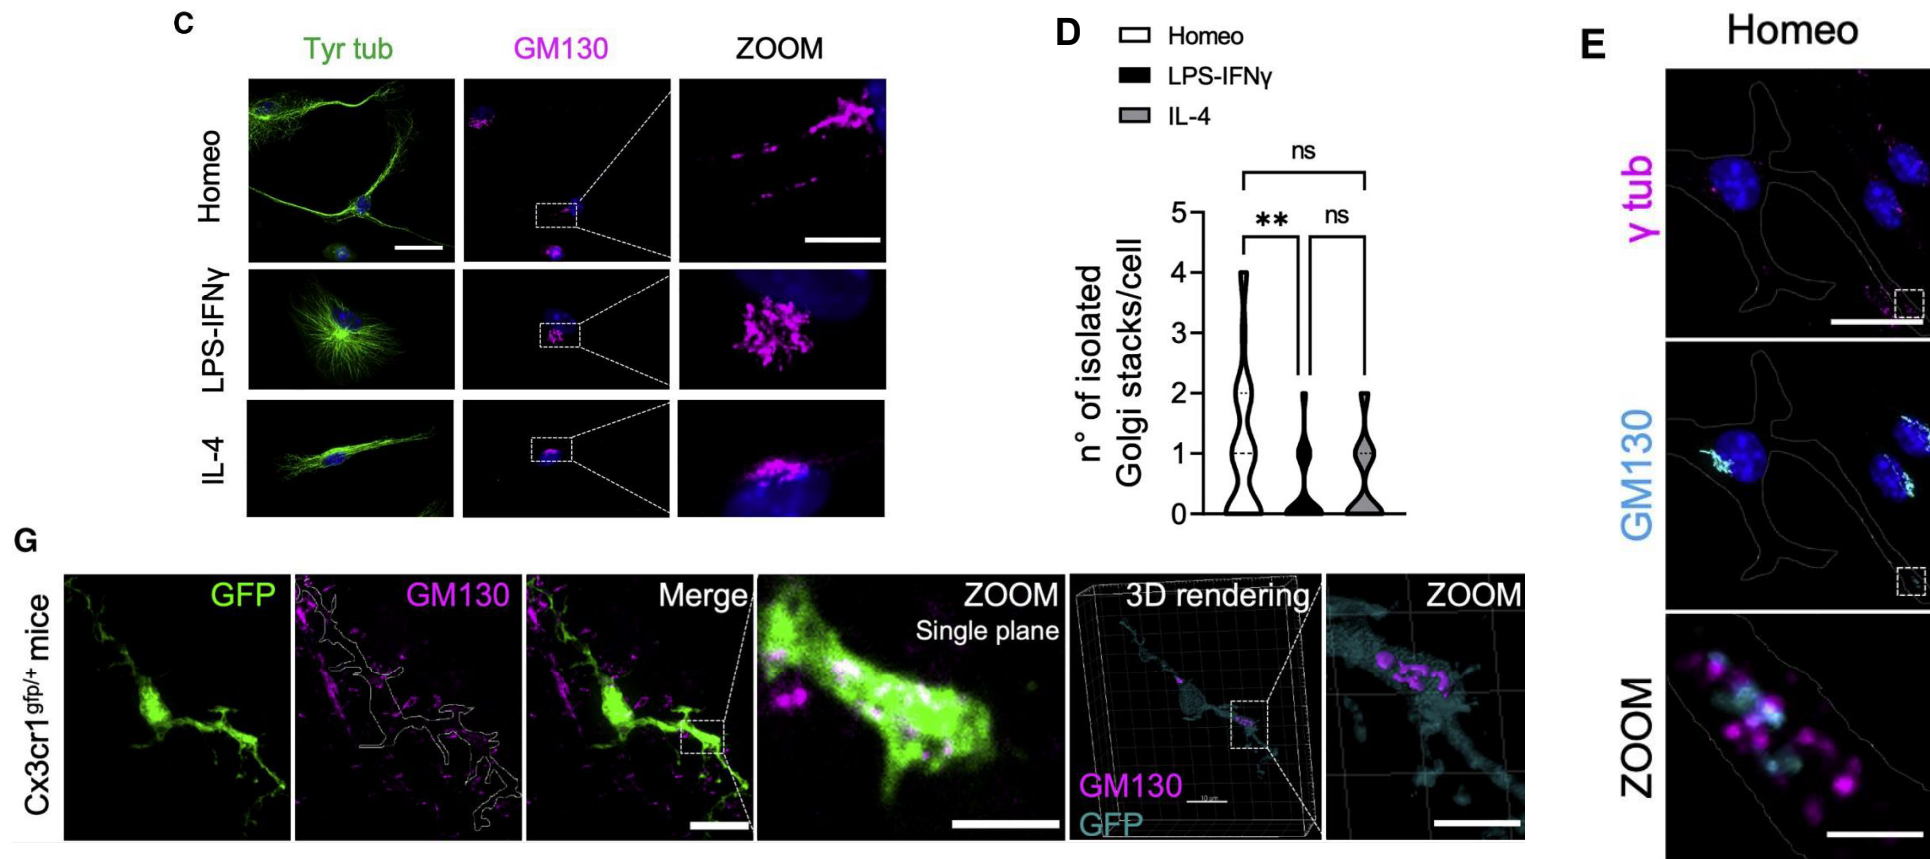 C
Tyr tub
GM130
ZOOM
Homeo
LPS-IFNγ
IL-4
D
Homeo
LPS-IFNγ
IL-4
ns
** ns
n° of isolated
Golgi stacks/cell
5
4
3
2
1
0
E
Homeo
γ tub
GM130
ZOOM
G
Cx3cr1gfp/+ mice
GFP
GM130
Merge
ZOOM
Single plane
3D rendering
GM130
GFP
10 μm
ZOOM